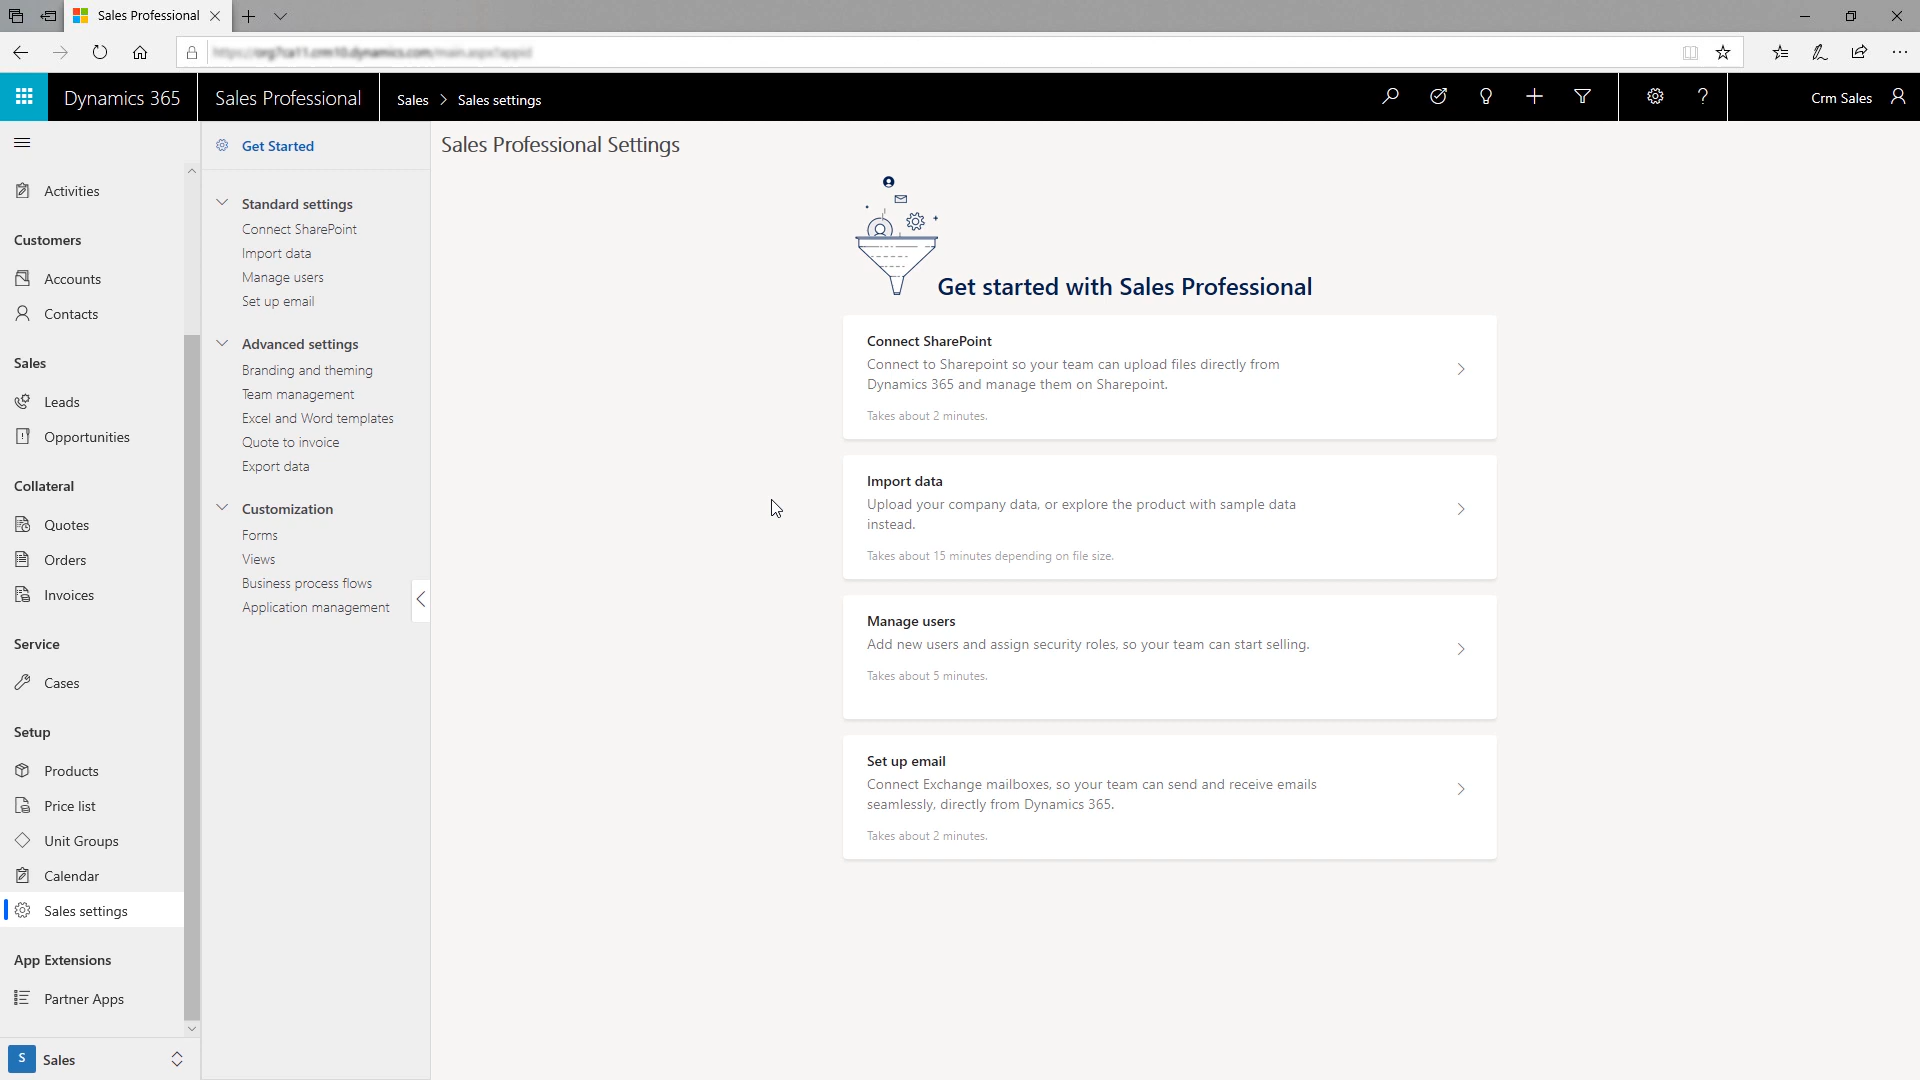 Sales Professional
Dynamics 365
Sales Professional
Sales > Sales settings
Crm Sales
Activities
Customers
Accounts
Contacts
Sales
Leads
Opportunities
Collateral
Quotes
Orders
Invoices
Service
Cases
Setup
Products
Price list
Unit Groups
Calendar
Sales settings
App Extensions
Partner Apps
S
Sales
Get Started
Standard settings
Connect SharePoint
Import data
Manage users
Set up email
Advanced settings
Branding and theming
Team management
Excel and Word templates
Quote to invoice
Export data
Customization
Forms
Views
Business process flows
Application management
Sales Professional Settings
Get started with Sales Professional
Connect SharePoint
Connect to Sharepoint so your team can upload files directly from
Dynamics 365 and manage them on Sharepoint.
Takes about 2 minutes.
Import data
Upload your company data, or explore the product with sample data
instead.
Takes about 15 minutes depending on file size.
Manage users
Add new users and assign security roles, so your team can start selling.
Takes about 5 minutes.
Set up email
Connect Exchange mailboxes, so your team can send and receive emails
seamlessly, directly from Dynamics 365.
Takes about 2 minutes.